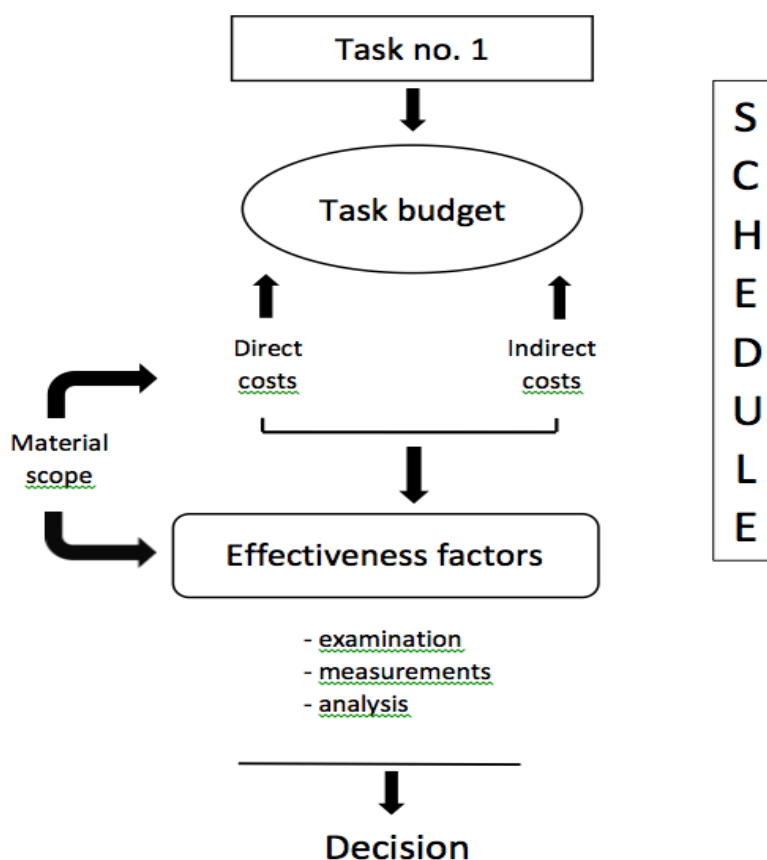 Task no. 1
Task budget
Direct
costs
Indirect
costs
Material
scope
Effectiveness factors
- examination
- measurements
- analysis
Decision
S
C
H
E
D
U
L
E